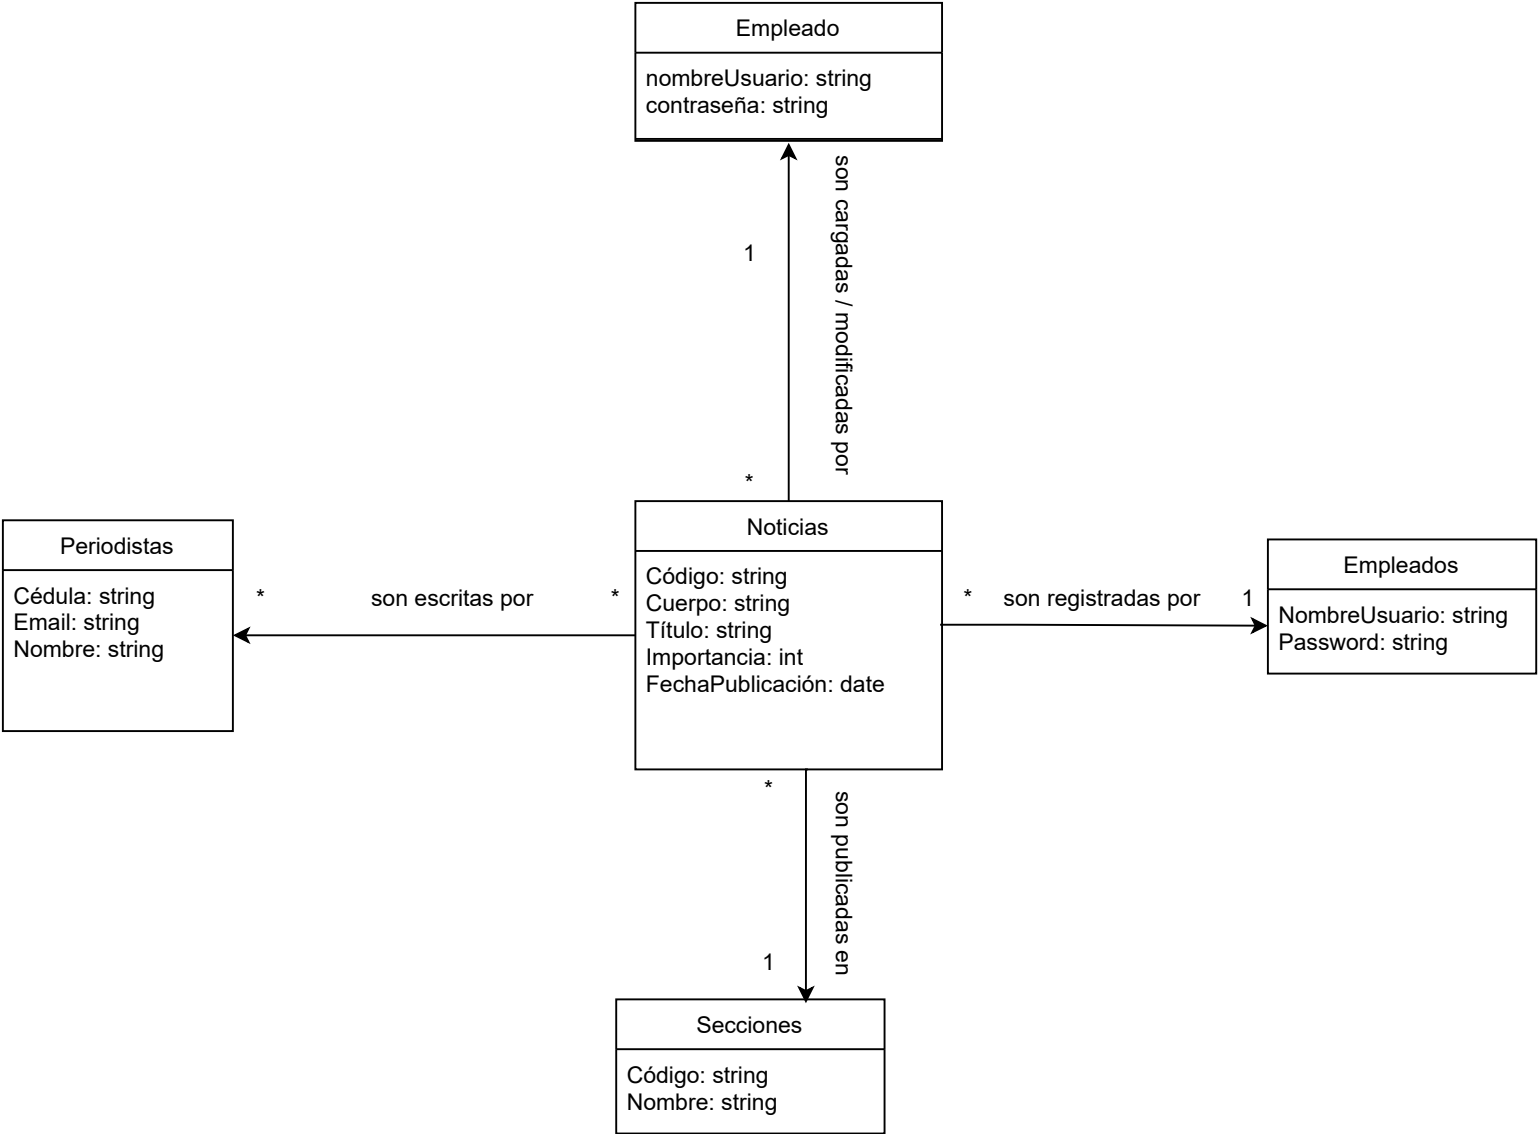 Empleado
nombreUsuario: string
contraseña: string
son cargadas / modificadas por
1
*
Periodistas
Cédula: string
Email: string
Nombre: string
* son escritas por *
Noticias
Código: string
Cuerpo: string
Título: string
Importancia: int
FechaPublicación: date
* son registradas por 1
Empleados
NombreUsuario: string
Password: string
*
son publicadas en
1
Secciones
Código: string
Nombre: string